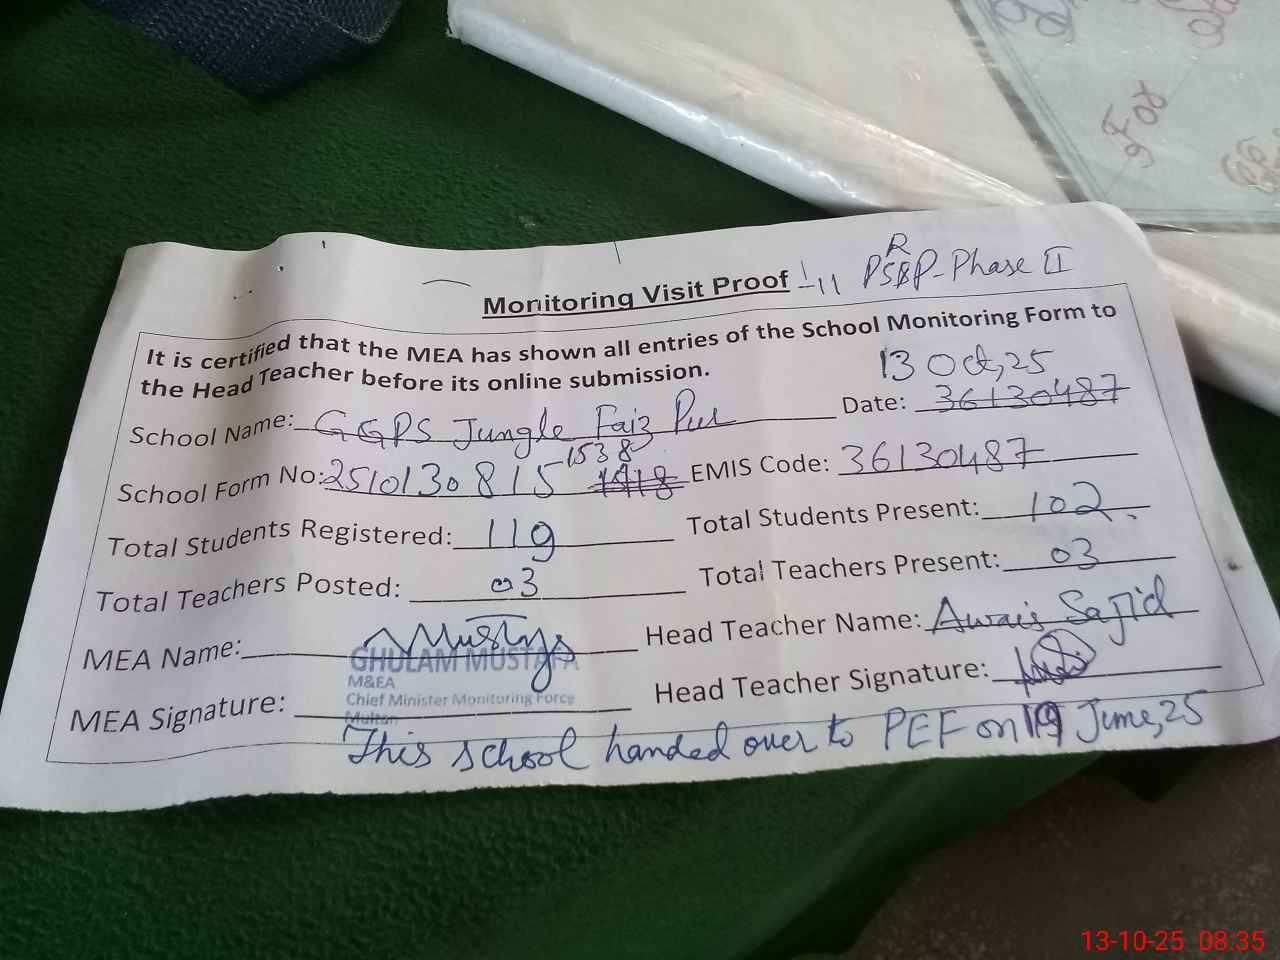 Monitoring Visit Proof PSRP-Phase II
It is certified that the MEA has shown all entries of the School Monitoring Form to
the Head Teacher before its online submission.
13 Oct, 25
School Name: GGPS Jungle Faiz Pur Date: 36130487
School Form No: 2510130815 1538 EMIS Code: 36130487
Total Students Registered: 119 Total Students Present: 102
Total Teachers Posted: 03 Total Teachers Present: 03
MEA Name: Head Teacher Name: Awais Sajid
GHULAM MUSTAFA
M&EA
Chief Minister Monitoring Force
Multan
MEA Signature: Head Teacher Signature:
This school handed over to PEF on 19 June, 25
For
13-10-25 08:35